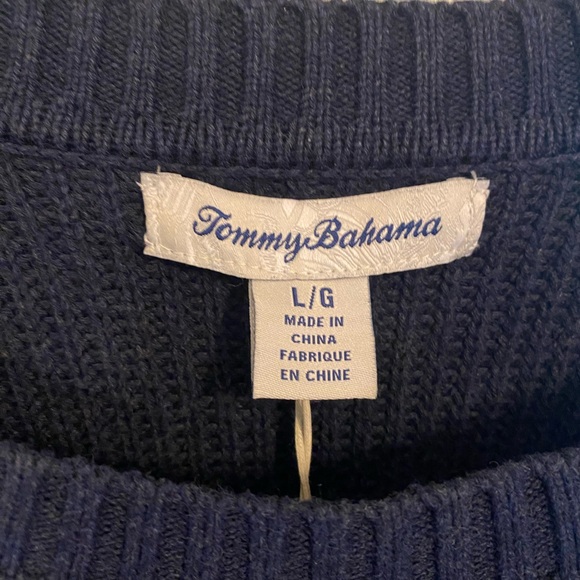 Tommy Bahama
L/G
MADE IN
CHINA
FABRIQUE
EN CHINE